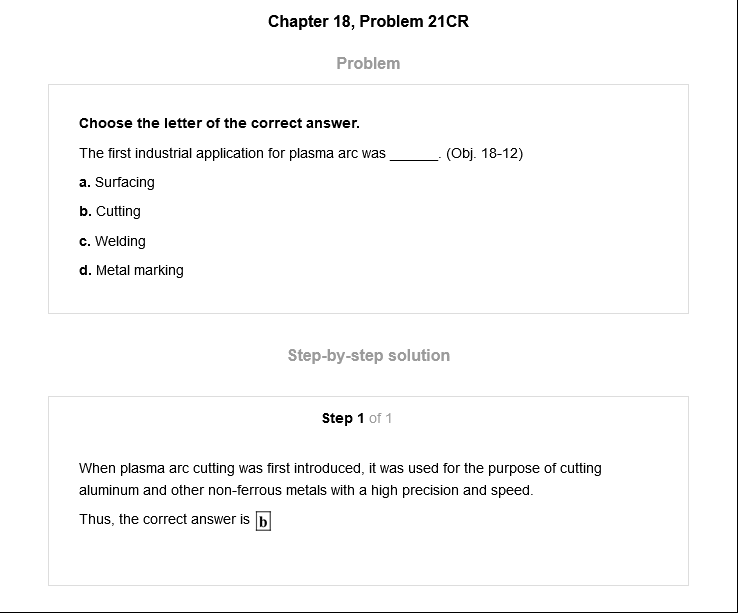 Chapter 18, Problem 21CR
Problem
Choose the letter of the correct answer.
The first industrial application for plasma arc was ______. (Obj. 18-12)
a. Surfacing
b. Cutting
c. Welding
d. Metal marking
Step-by-step solution
Step 1 of 1
When plasma arc cutting was first introduced, it was used for the purpose of cutting
aluminum and other non-ferrous metals with a high precision and speed.
Thus, the correct answer is b